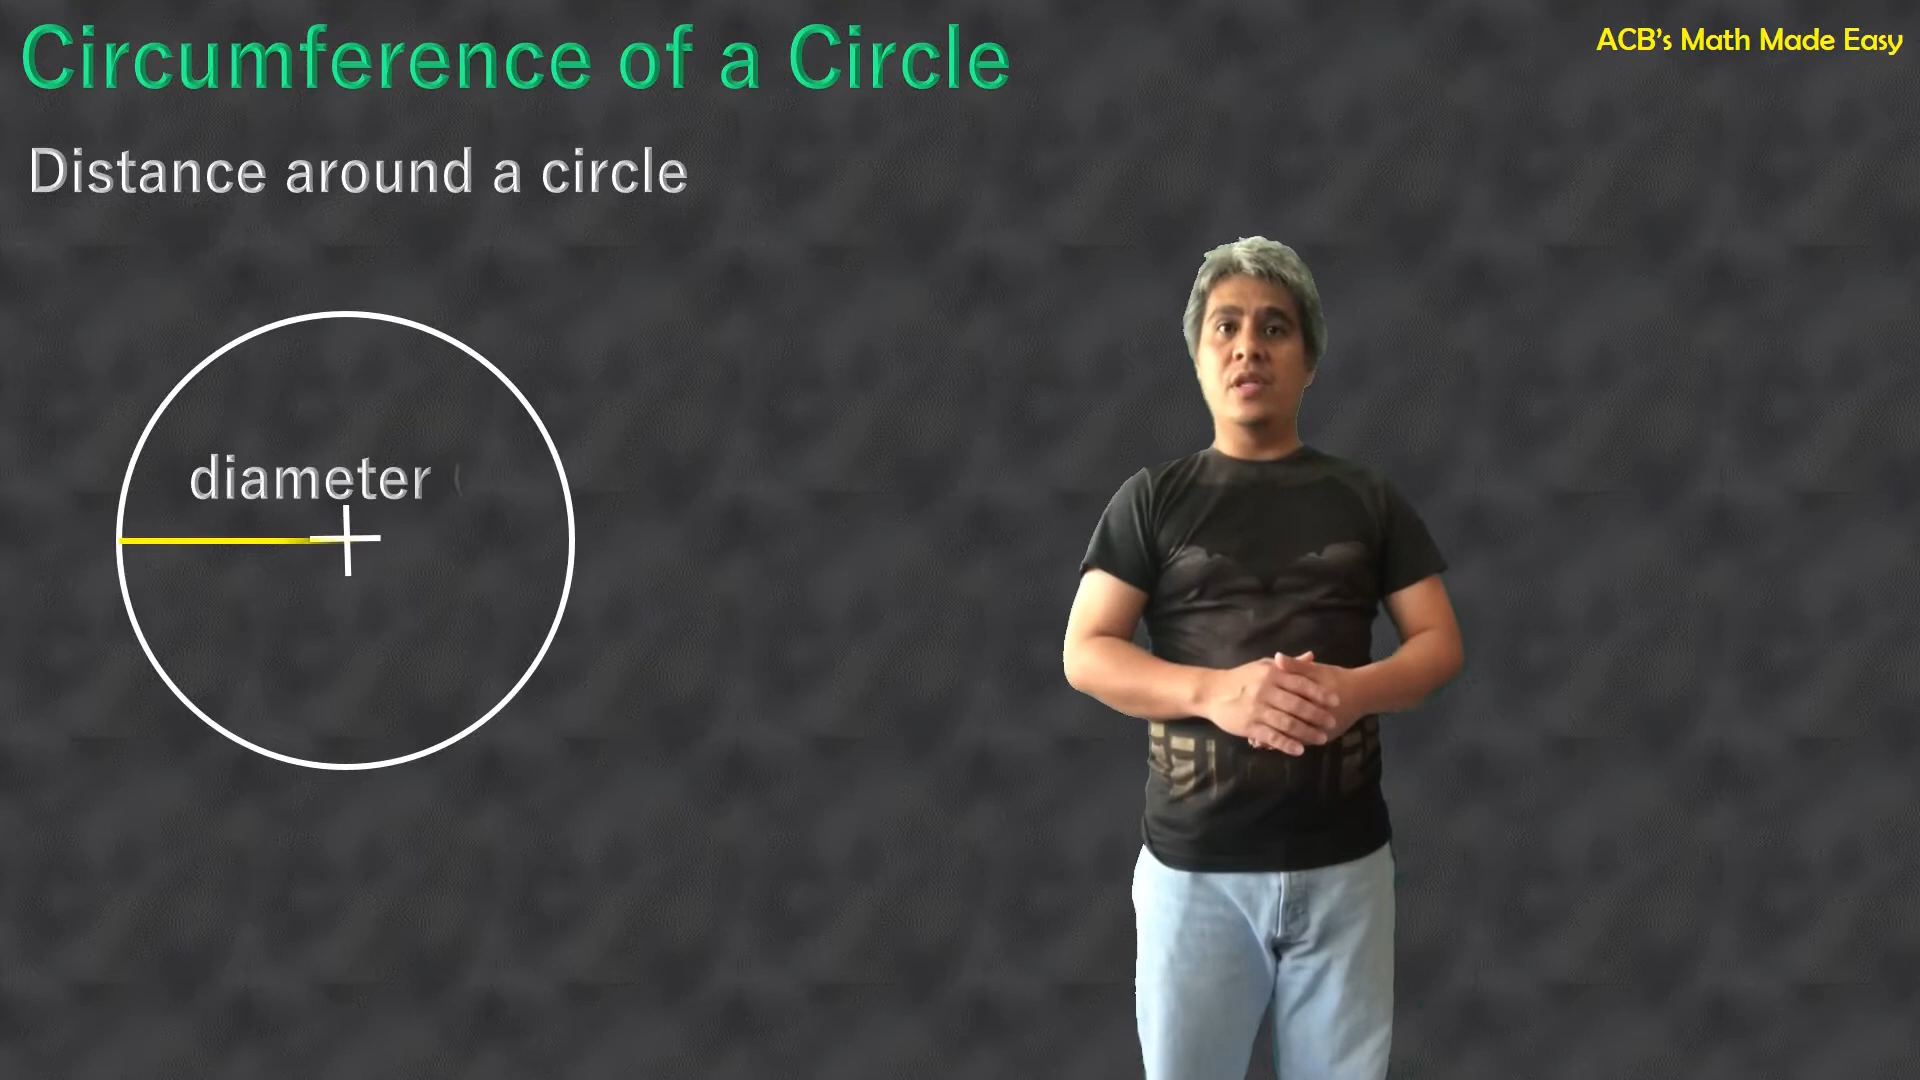 Circumference of a Circle
ACB's Math Made Easy
Distance around a circle
diameter (